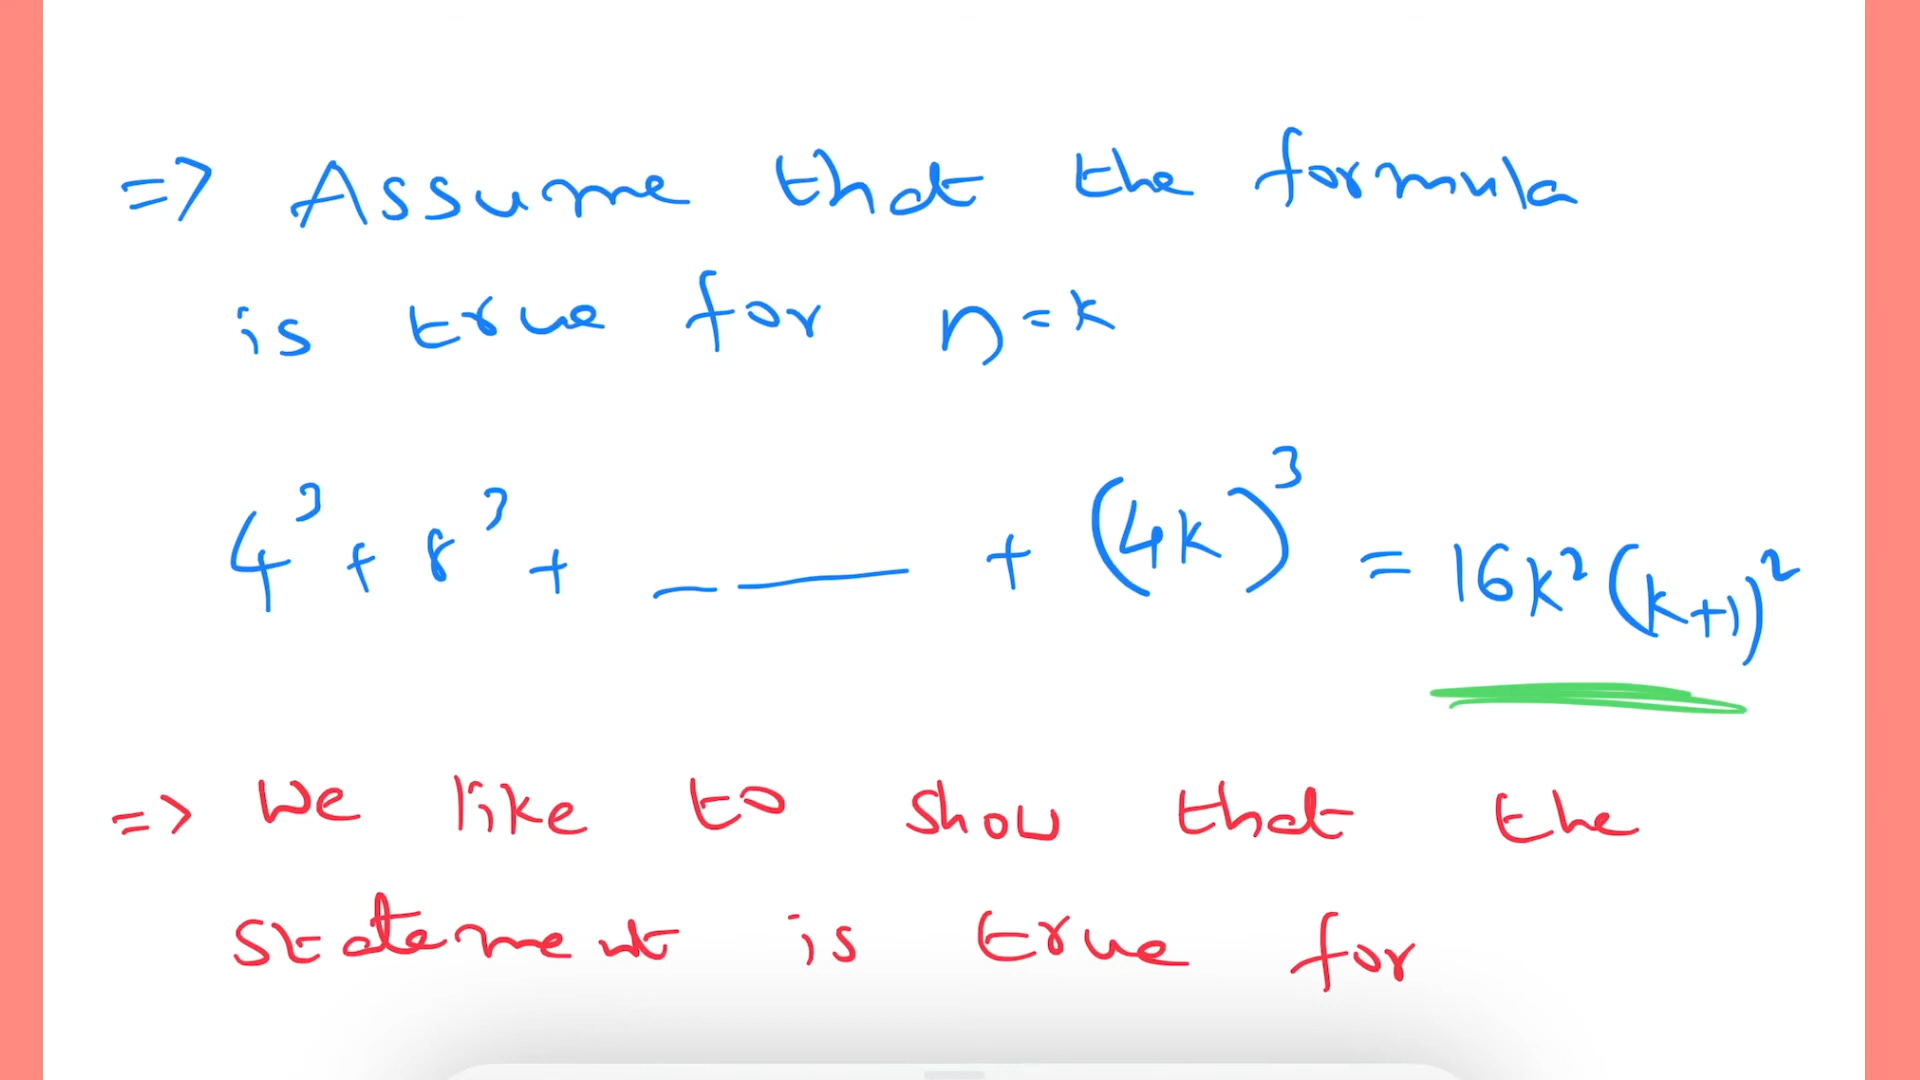 => Assume that the formula
is true for n=k
4³ + 8³ + _ ___ + (4k)³ = 16k²(k+1)²
=> We like to show that the
statement is true for